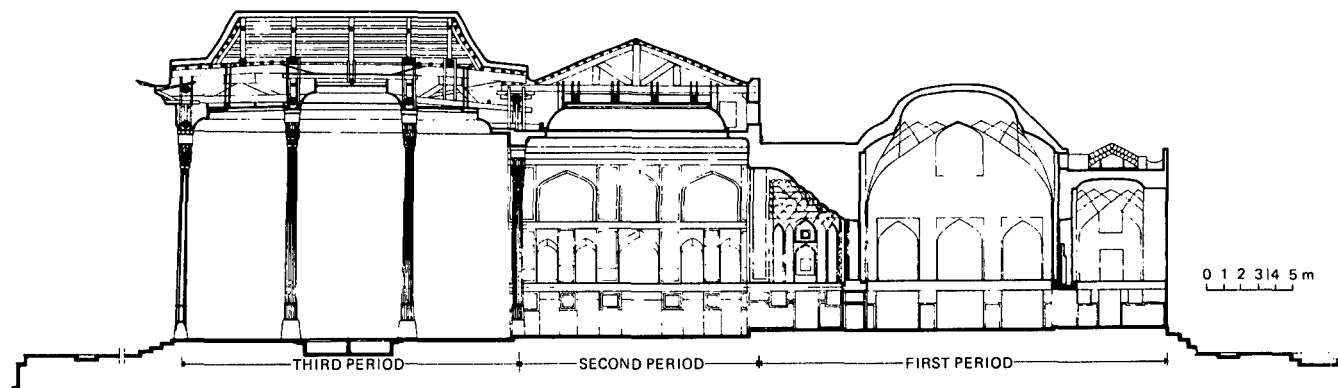 0 1 2 3 4 5 m
THIRD PERIOD
SECOND PERIOD
FIRST PERIOD